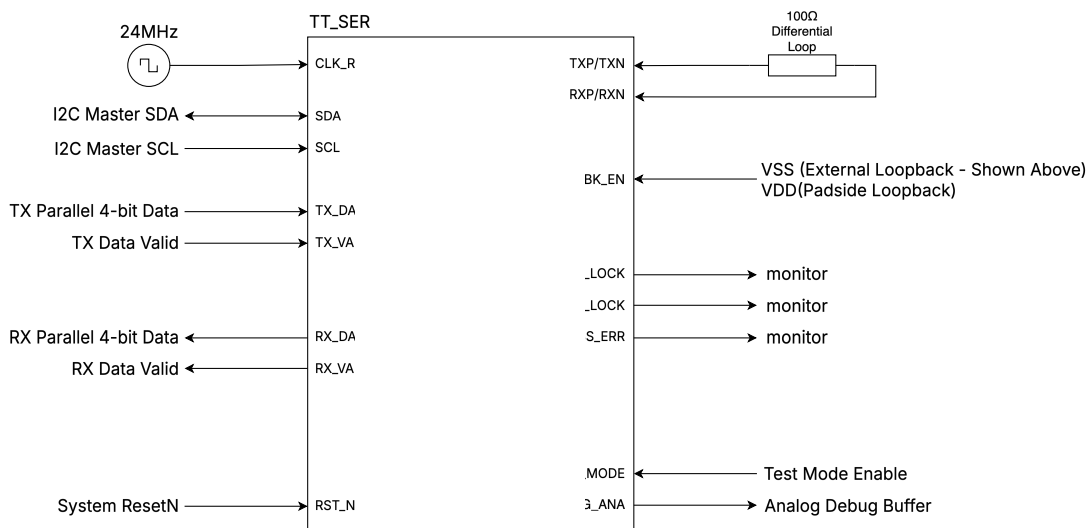 TT_SER
24MHz
CLK_R
I2C Master SDA
SDA
I2C Master SCL
SCL
TX Parallel 4-bit Data
TX_DA
TX Data Valid
TX_VA
RX Parallel 4-bit Data
RX_DA
RX Data Valid
RX_VA
System ResetN
RST_N
100Ω
Differential
Loop
TXP/TXN
RXP/RXN
BK_EN
VSS (External Loopback - Shown Above)
VDD(Padside Loopback)
_LOCK
monitor
_LOCK
monitor
S_ERR
monitor
_MODE
Test Mode Enable
G_ANA
Analog Debug Buffer